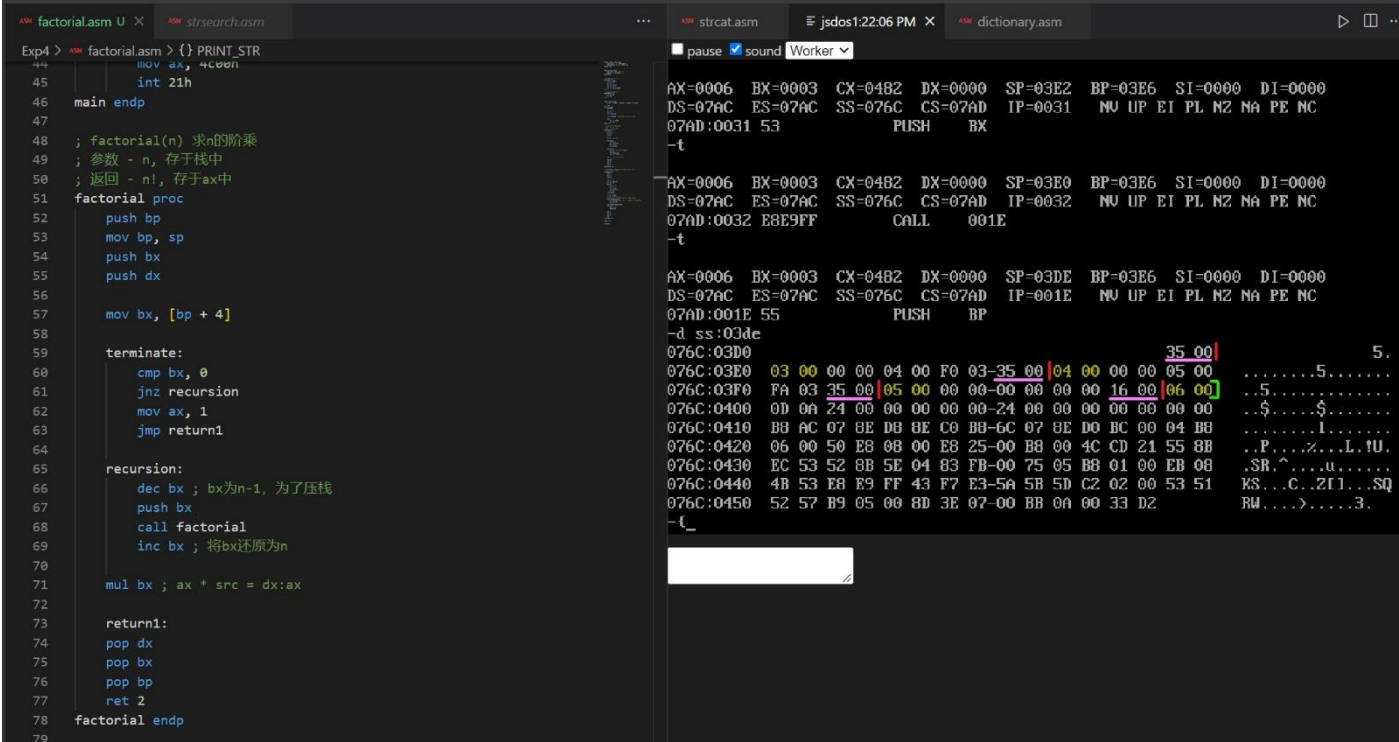 factorial.asm U
strsearch.asm
Exp4 > factorial.asm > {} PRINT_STR
44 mov ax, 4c00h
45 int 21h
46 main endp
47
48 ; factorial(n) 求n的阶乘
49 ; 参数 - n, 存于栈中
50 ; 返回 - n!, 存于ax中
51 factorial proc
52 push bp
53 mov bp, sp
54 push bx
55 push dx
56
57 mov bx, [bp + 4]
58
59 terminate:
60 cmp bx, 0
61 jnz recursion
62 mov ax, 1
63 jmp return1
64
65 recursion:
66 dec bx ; bx为n-1, 为了压栈
67 push bx
68 call factorial
69 inc bx ; 将bx还原为n
70
71 mul bx ; ax * src = dx:ax
72
73 return1:
74 pop dx
75 pop bx
76 pop bp
77 ret 2
78 factorial endp
79
strcat.asm
jsdos1:22:06 PM
dictionary.asm
pause sound Worker
AX=0006 BX=0003 CX=04B2 DX=0000 SP=03E2 BP=03E6 SI=0000 DI=0000
DS=07AC ES=07AC SS=076C CS=07AD IP=0031 NV UP EI PL NZ NA PE NC
07AD:0031 53 PUSH BX
-t
AX=0006 BX=0003 CX=04B2 DX=0000 SP=03E0 BP=03E6 SI=0000 DI=0000
DS=07AC ES=07AC SS=076C CS=07AD IP=0032 NV UP EI PL NZ NA PE NC
07AD:0032 E8E9FF CALL 001E
-t
AX=0006 BX=0003 CX=04B2 DX=0000 SP=03DE BP=03E6 SI=0000 DI=0000
DS=07AC ES=07AC SS=076C CS=07AD IP=001E NV UP EI PL NZ NA PE NC
07AD:001E 55 PUSH BP
-d ss:03de
076C:03D0 35 00 5.
076C:03E0 03 00 00 00 04 00 F0 03-35 00 04 00 00 00 05 00 ........5.......
076C:03F0 FA 03 35 00 05 00 00 00-00 00 00 00 16 00 06 00 ..5.............
076C:0400 0D 0A 24 00 00 00 00 00-24 00 00 00 00 00 00 00 ..$.....$.......
076C:0410 B8 AC 07 8E D8 8E C0 B8-6C 07 8E D0 BC 00 04 B8 ........l.......
076C:0420 06 00 50 E8 08 00 E8 25-00 B8 00 4C CD 21 55 8B ..P....%...L.!U.
076C:0430 EC 53 52 8B 5E 04 83 FB-00 75 05 B8 01 00 EB 08 .SR.^....u......
076C:0440 4B 53 E8 E9 FF 43 F7 E3-5A 5B 5D C2 02 00 53 51 KS...C..Z[]...SQ
076C:0450 52 57 B9 05 00 8D 3E 07-00 BB 0A 00 33 D2 RW....>.....3.
-t_